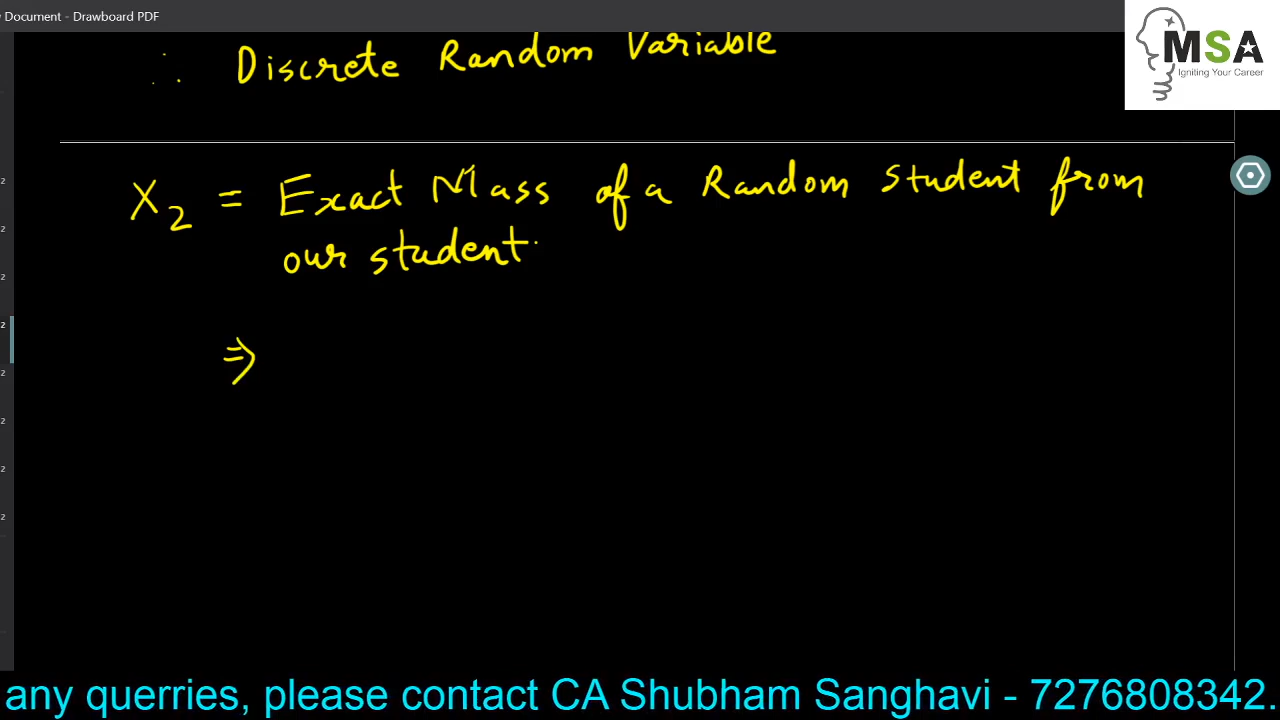 Document - Drawboard PDF
MSA
Igniting Your Career
∴ Discrete Random Variable
X₂ = Exact Mass of a Random student from
our student
⇒
any querries, please contact CA Shubham Sanghavi - 7276808342.